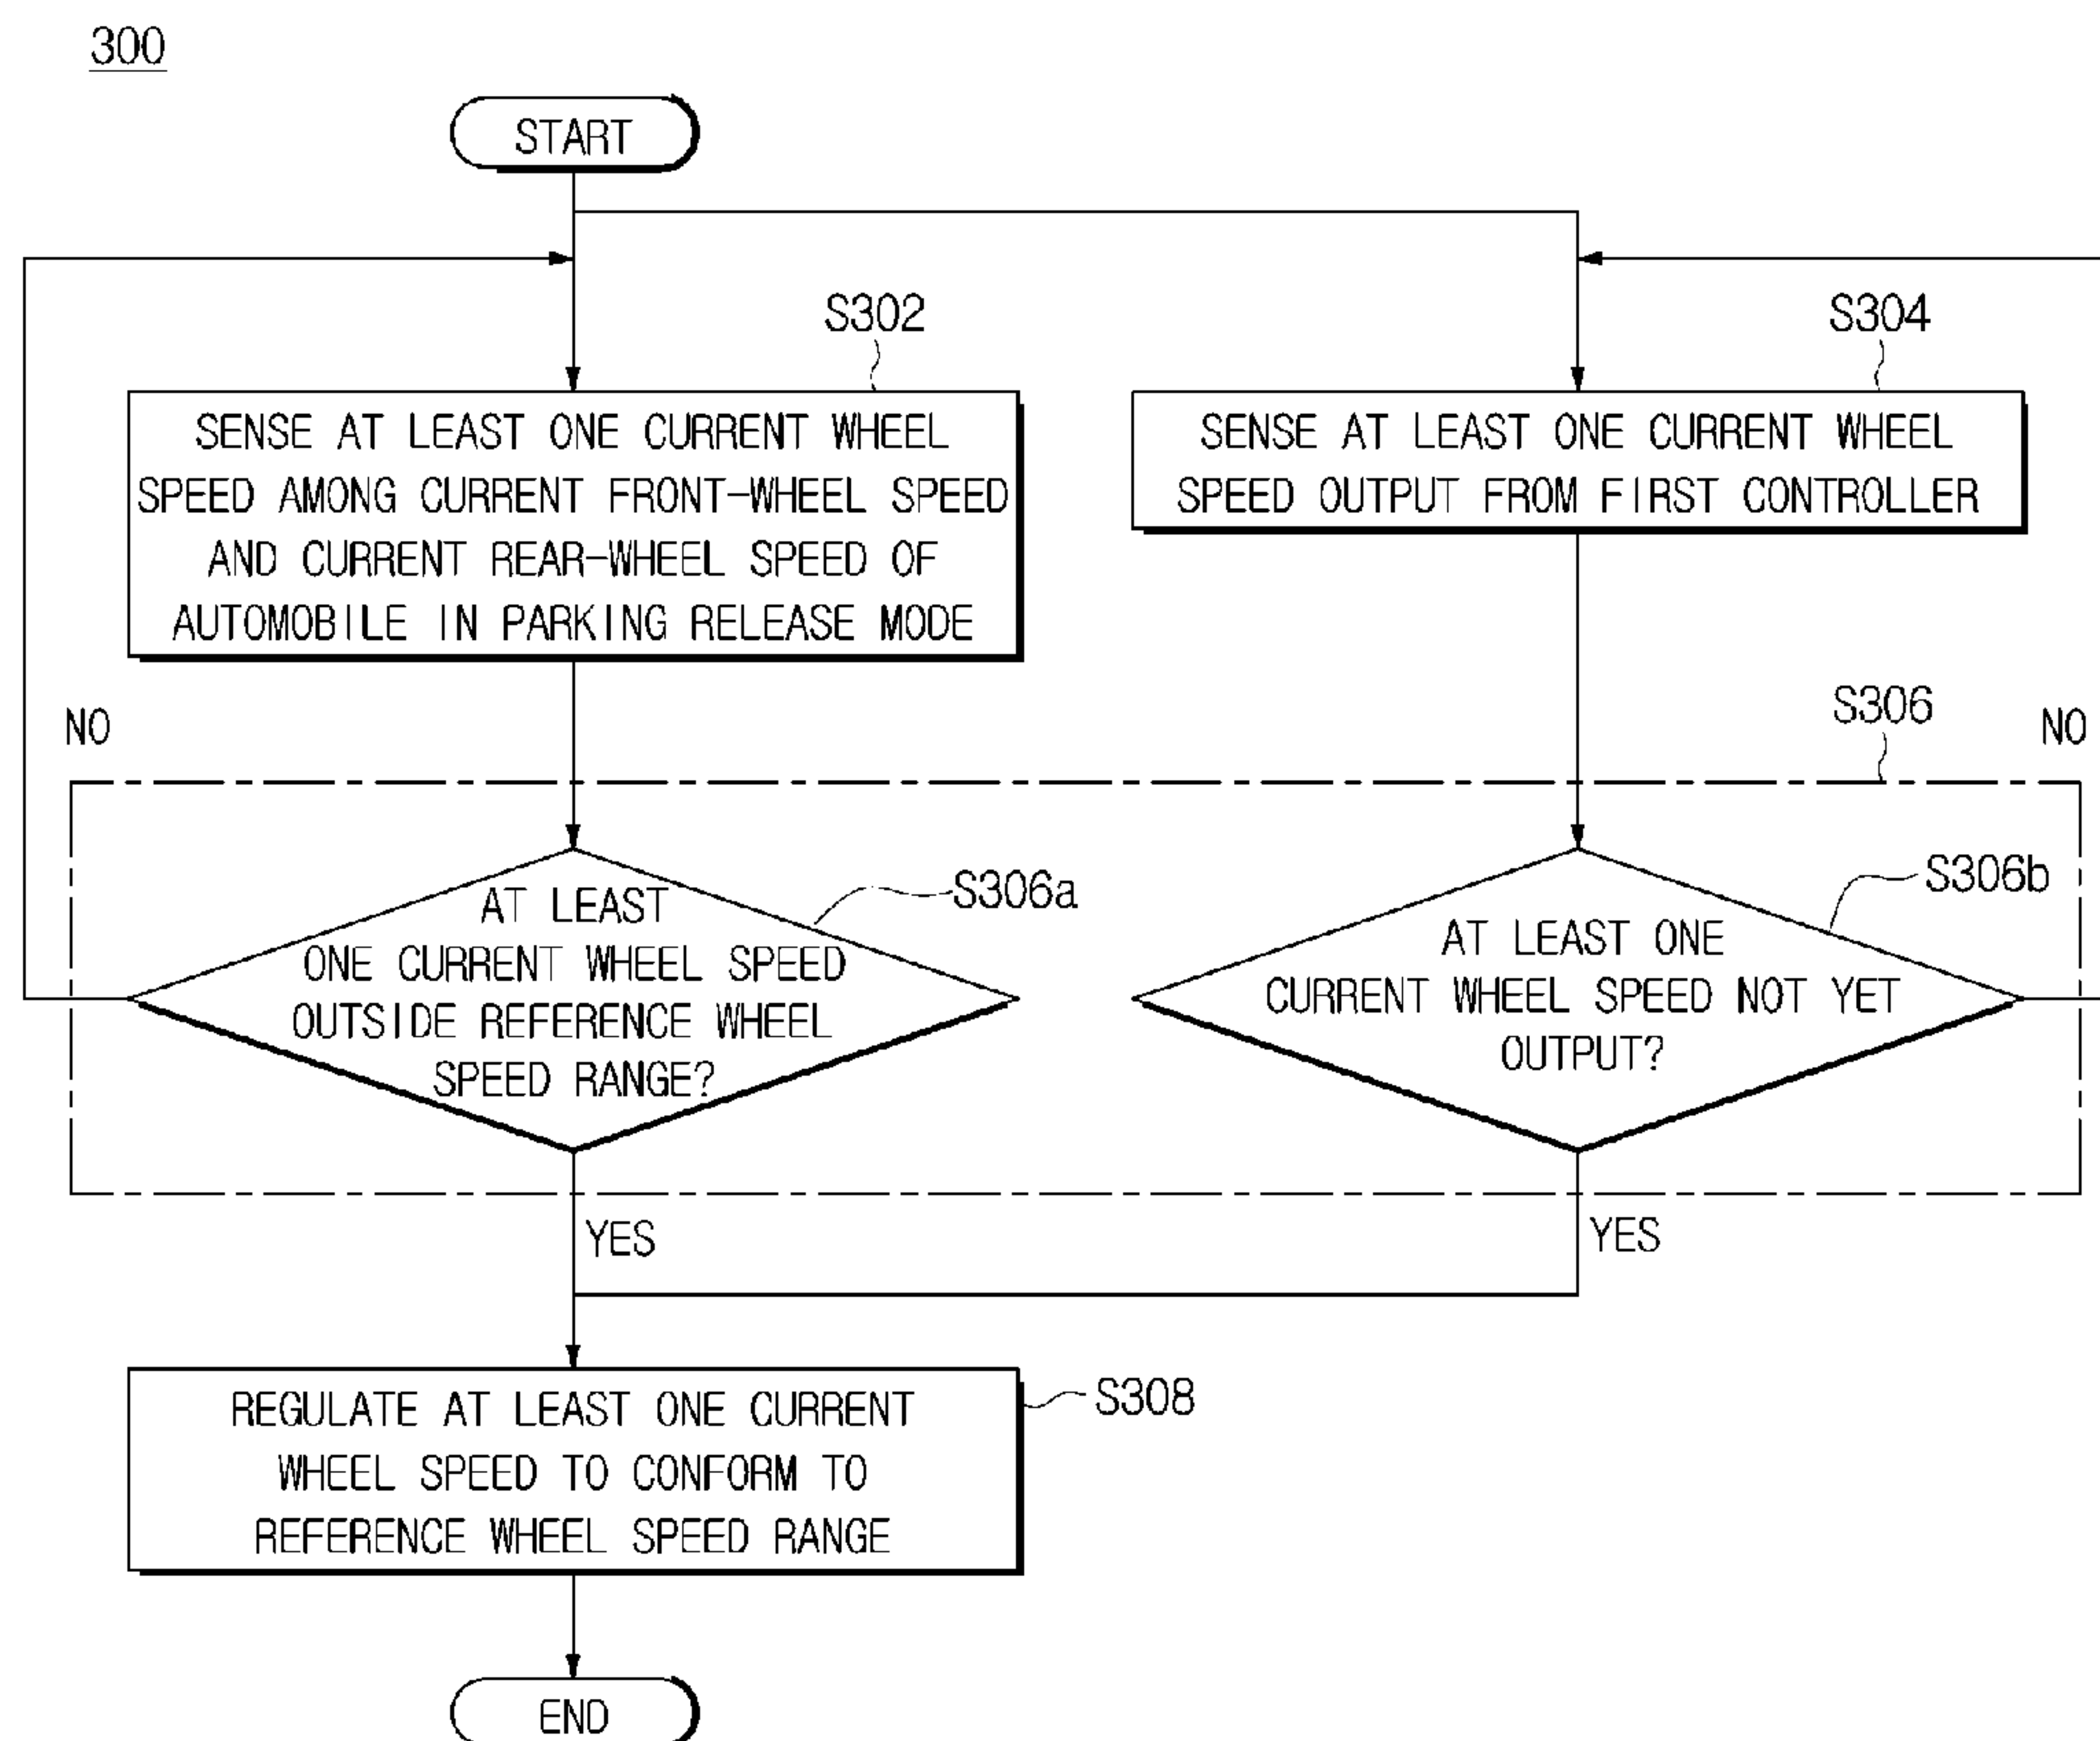 300
START
S302
SENSE AT LEAST ONE CURRENT WHEEL
SPEED AMONG CURRENT FRONT-WHEEL SPEED
AND CURRENT REAR-WHEEL SPEED OF
AUTOMOBILE IN PARKING RELEASE MODE
S304
SENSE AT LEAST ONE CURRENT WHEEL
SPEED OUTPUT FROM FIRST CONTROLLER
NO
S306
NO
AT LEAST
ONE CURRENT WHEEL SPEED
OUTSIDE REFERENCE WHEEL
SPEED RANGE?
S306a
AT LEAST ONE
CURRENT WHEEL SPEED NOT YET
OUTPUT?
S306b
YES
YES
REGULATE AT LEAST ONE CURRENT
WHEEL SPEED TO CONFORM TO
REFERENCE WHEEL SPEED RANGE
S308
END